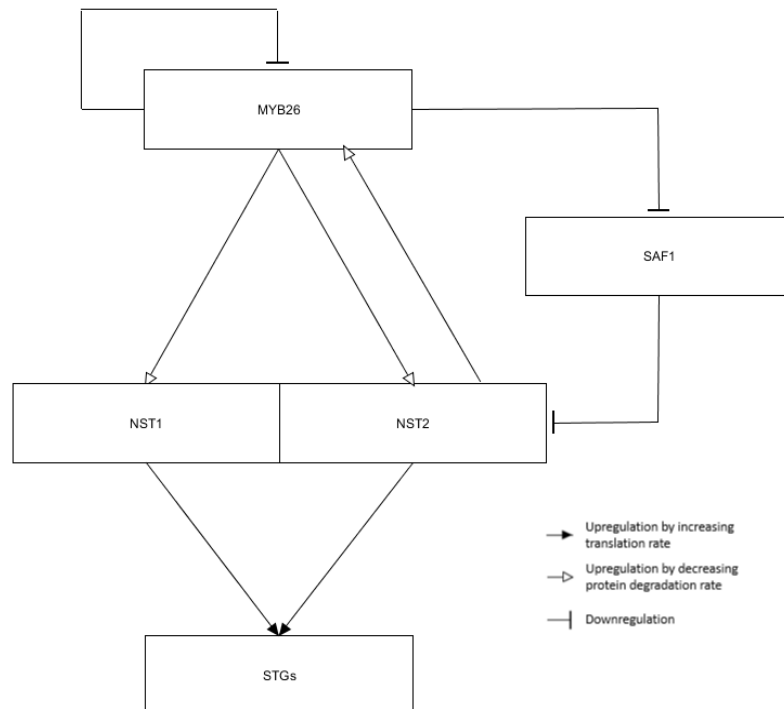 MYB26
SAF1
NST1
NST2
Upregulation by increasing
translation rate
Upregulation by decreasing
protein degradation rate
Downregulation
STGs